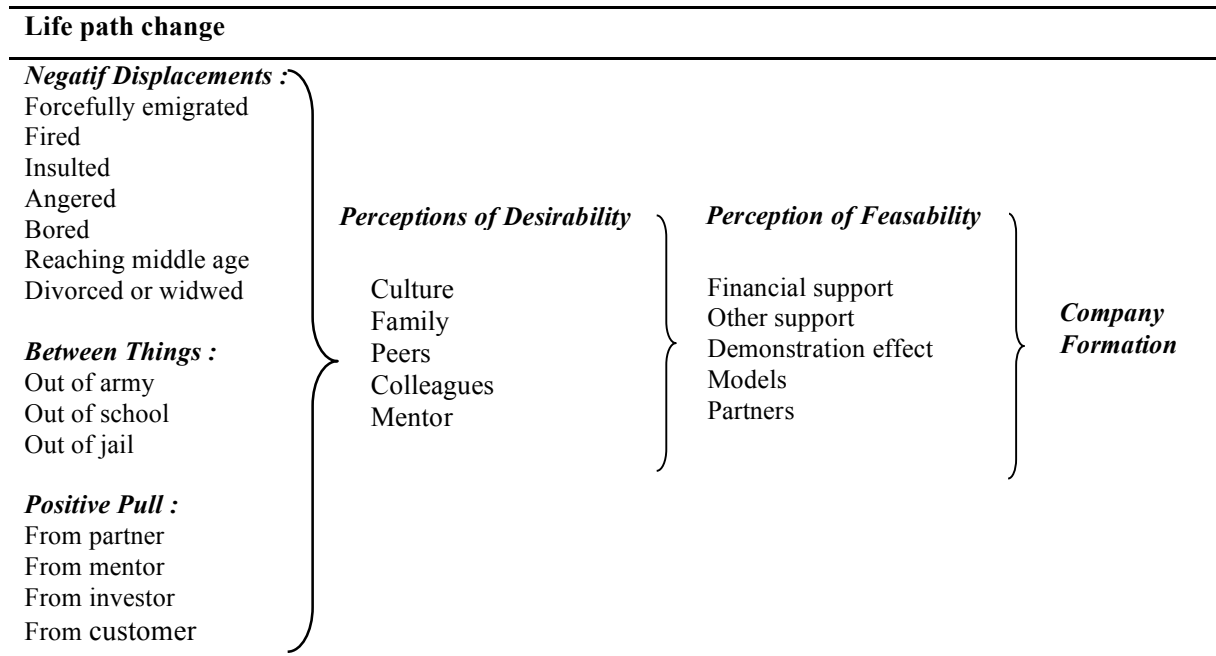 Life path change
Negatif Displacements :
Forcefully emigrated
Fired
Insulted
Angered
Bored
Reaching middle age
Divorced or widwed
Between Things :
Out of army
Out of school
Out of jail
Positive Pull :
From partner
From mentor
From investor
From customer
Perceptions of Desirability
Culture
Family
Peers
Colleagues
Mentor
Perception of Feasability
Financial support
Other support
Demonstration effect
Models
Partners
Company
Formation